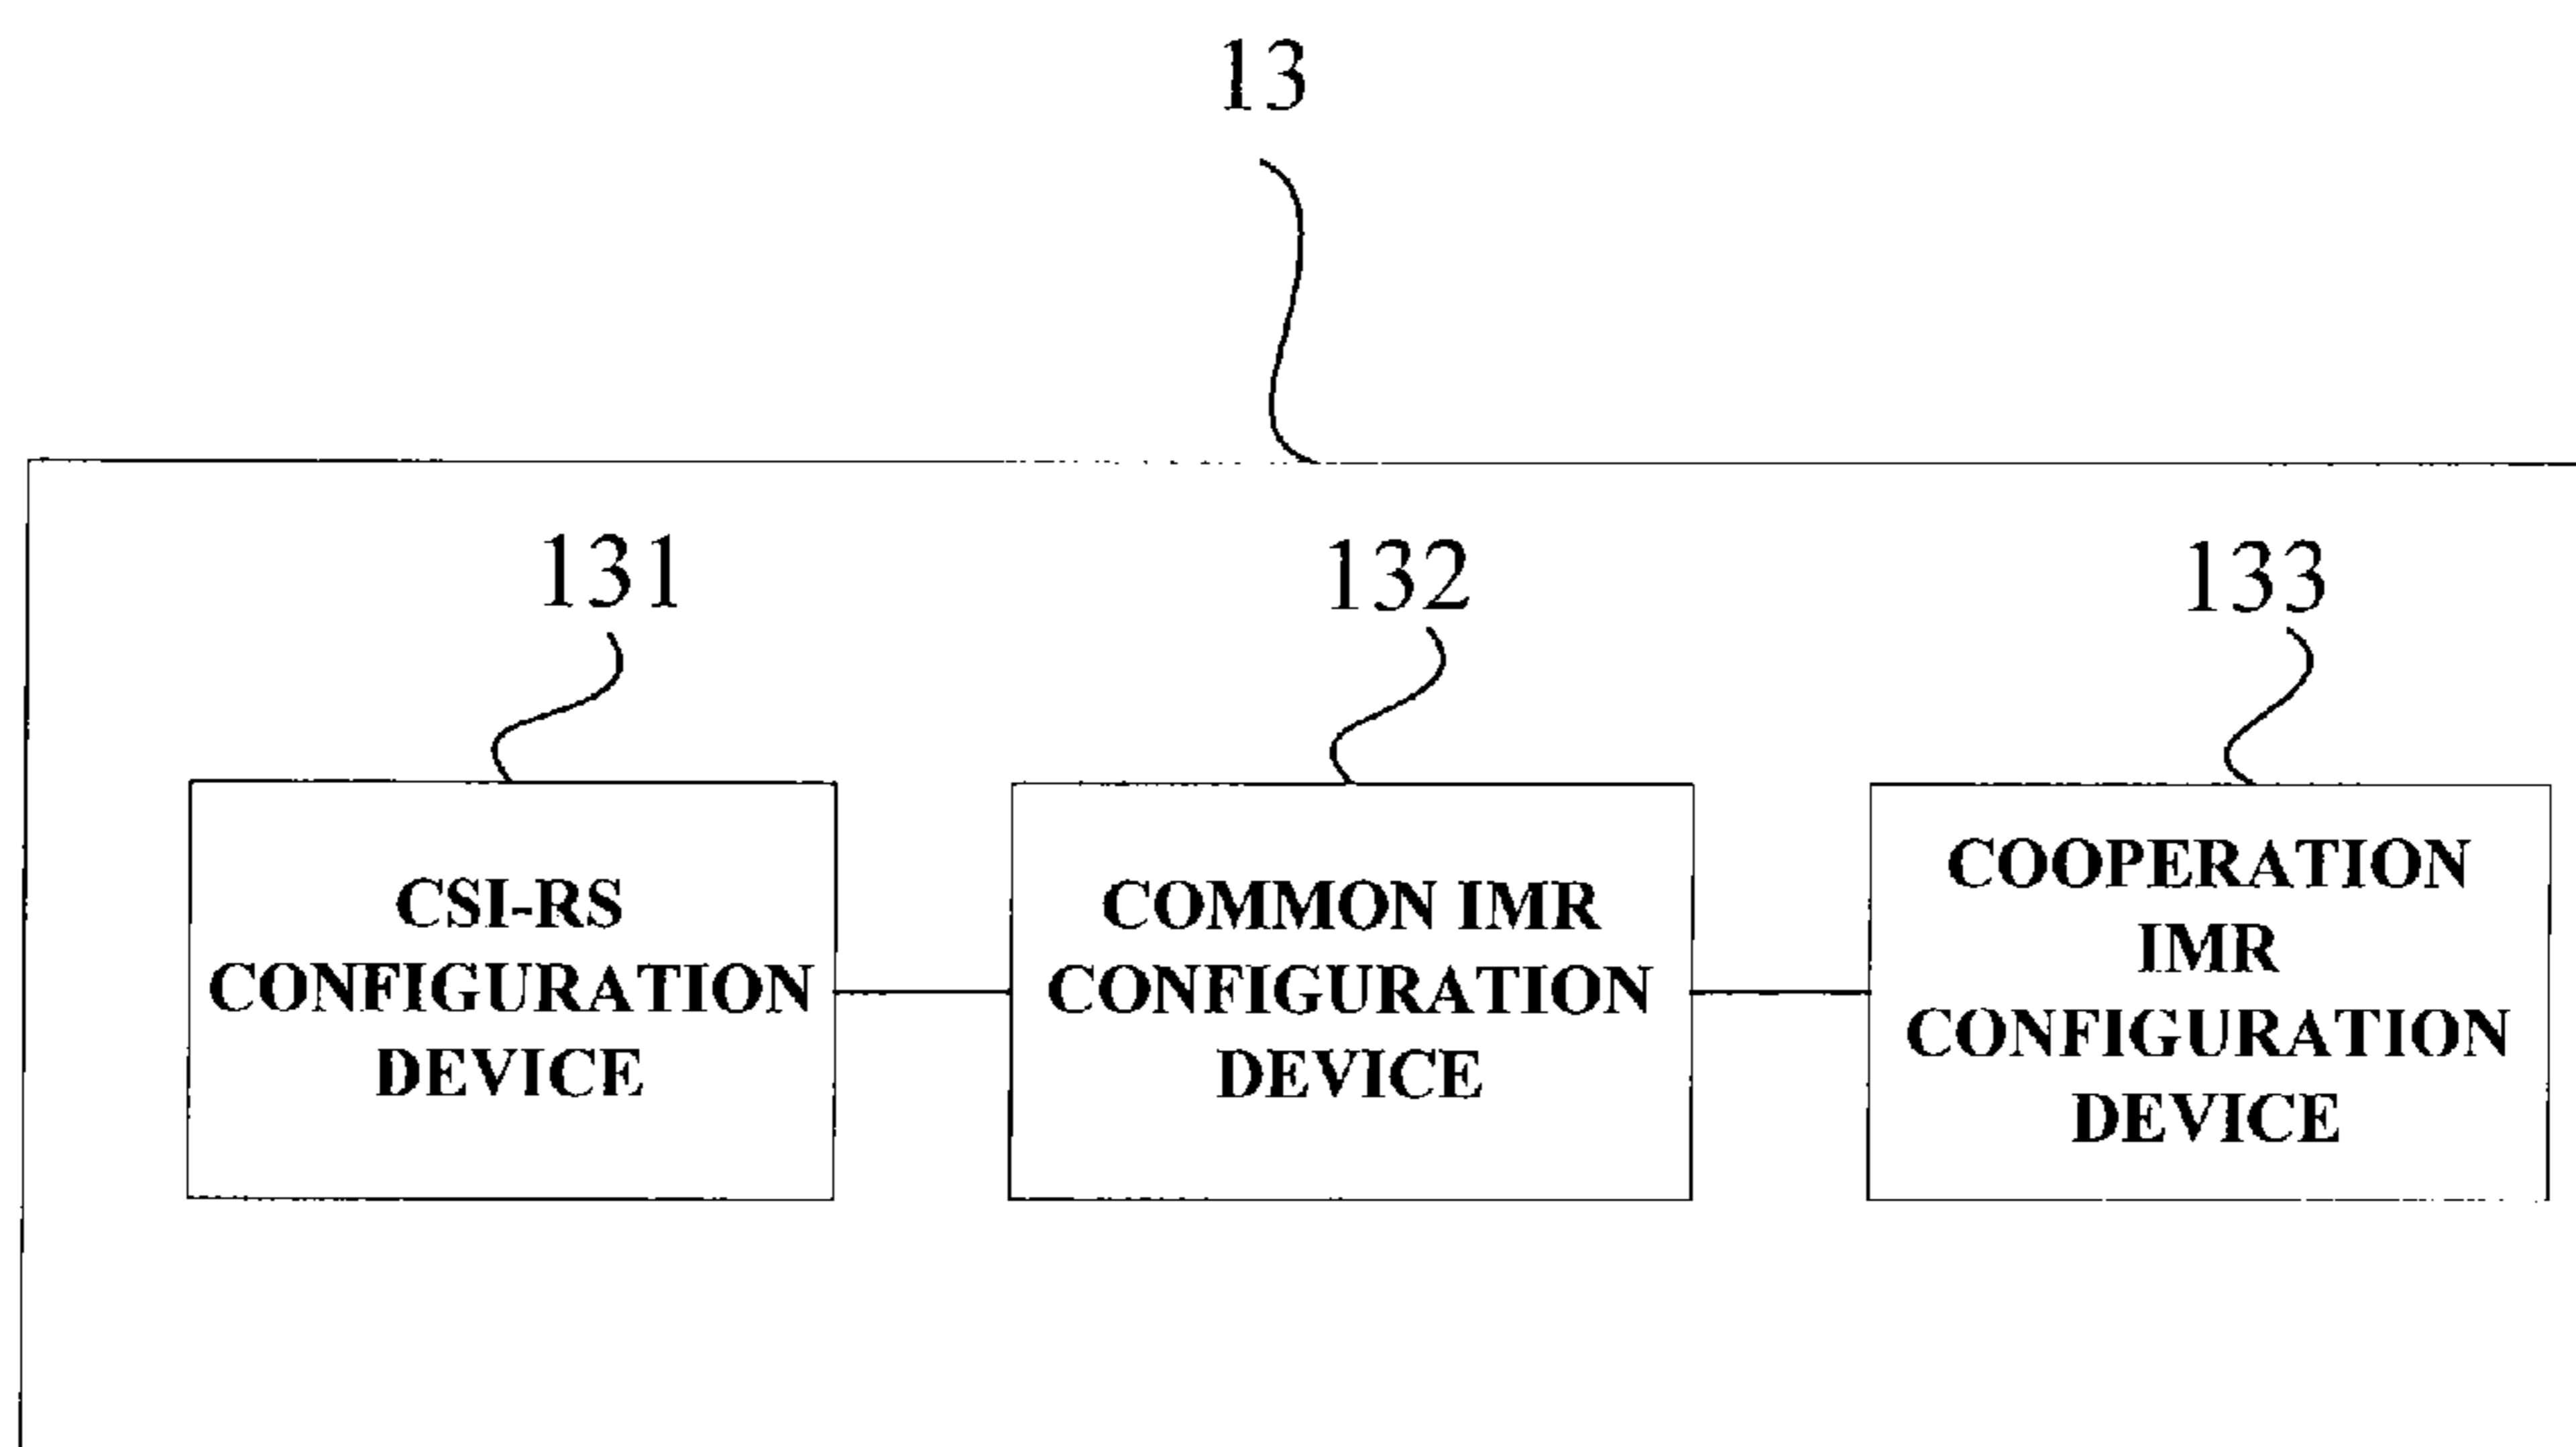 13
131
132
133
CSI-RS
CONFIGURATION
DEVICE
COMMON IMR
CONFIGURATION
DEVICE
COOPERATION
IMR
CONFIGURATION
DEVICE